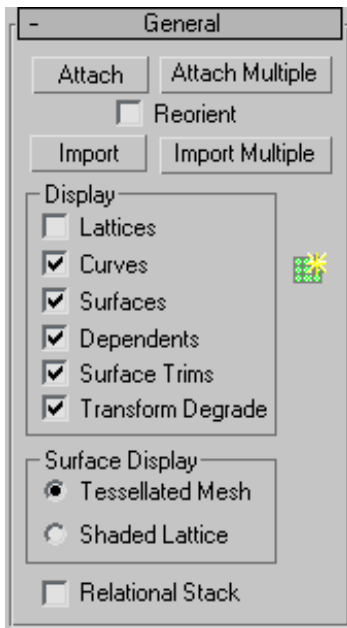 - General
Attach Attach Multiple
Reorient
Import Import Multiple
Display
Lattices
Curves
Surfaces
Dependents
Surface Trims
Transform Degrade
Surface Display
Tessellated Mesh
Shaded Lattice
Relational Stack